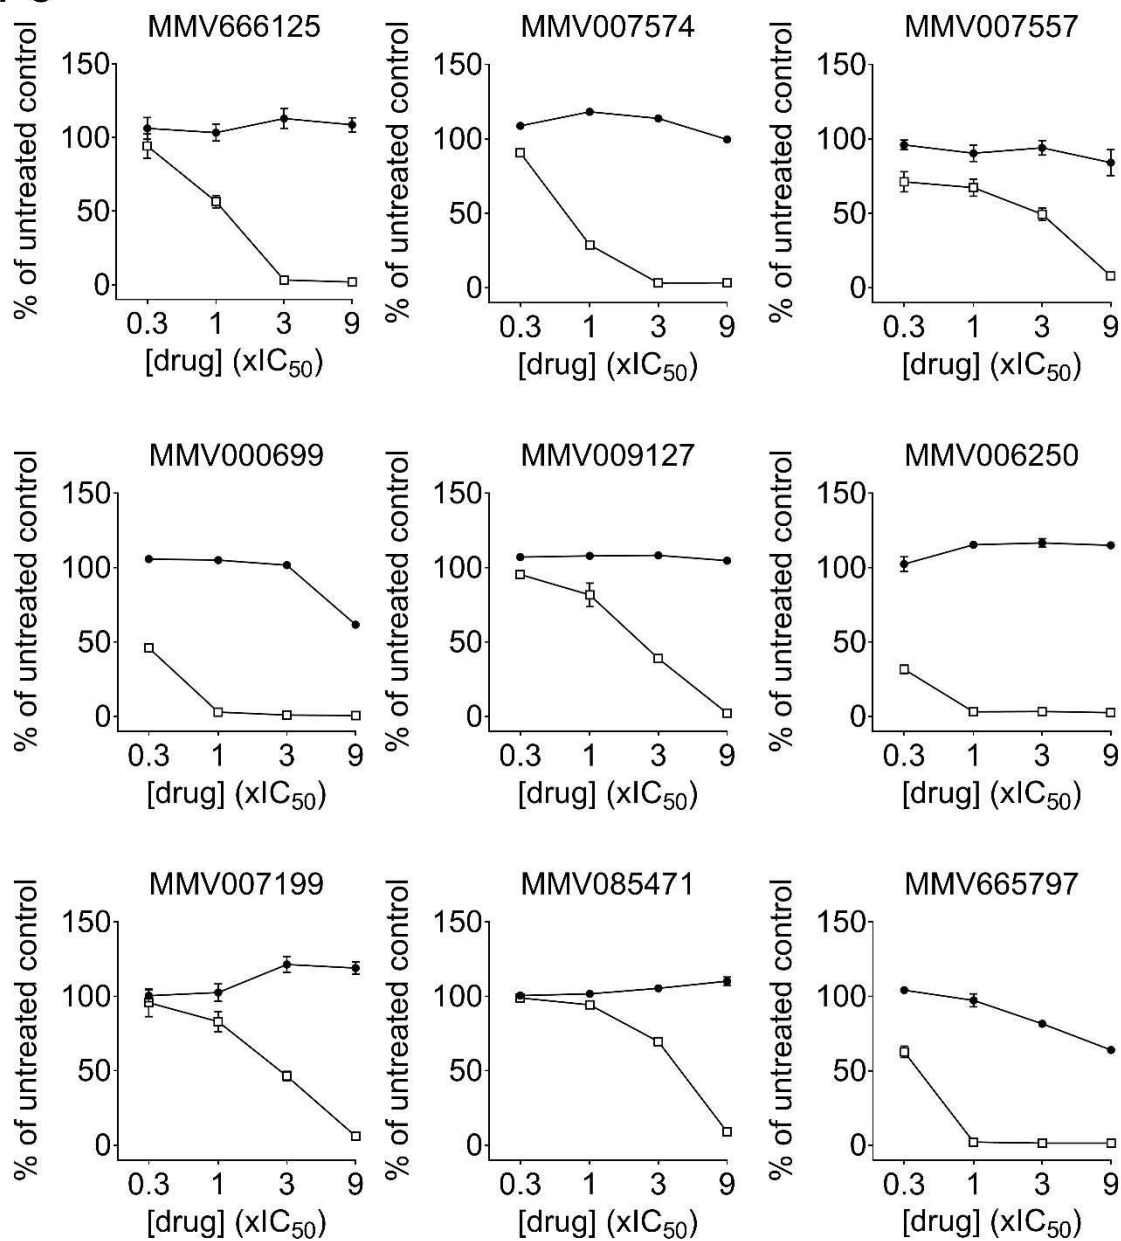 MMV666125 MMV007574 MMV007557
% of untreated control % of untreated control % of untreated control
150 150 150
100 100 100
50 50 50
0 0 0
0.3 1 3 9 0.3 1 3 9 0.3 1 3 9
[drug] (xIC50) [drug] (xIC50) [drug] (xIC50)
MMV000699 MMV009127 MMV006250
% of untreated control % of untreated control % of untreated control
150 150 150
100 100 100
50 50 50
0 0 0
0.3 1 3 9 0.3 1 3 9 0.3 1 3 9
[drug] (xIC50) [drug] (xIC50) [drug] (xIC50)
MMV007199 MMV085471 MMV665797
% of untreated control % of untreated control % of untreated control
150 150 150
100 100 100
50 50 50
0 0 0
0.3 1 3 9 0.3 1 3 9 0.3 1 3 9
[drug] (xIC50) [drug] (xIC50) [drug] (xIC50)